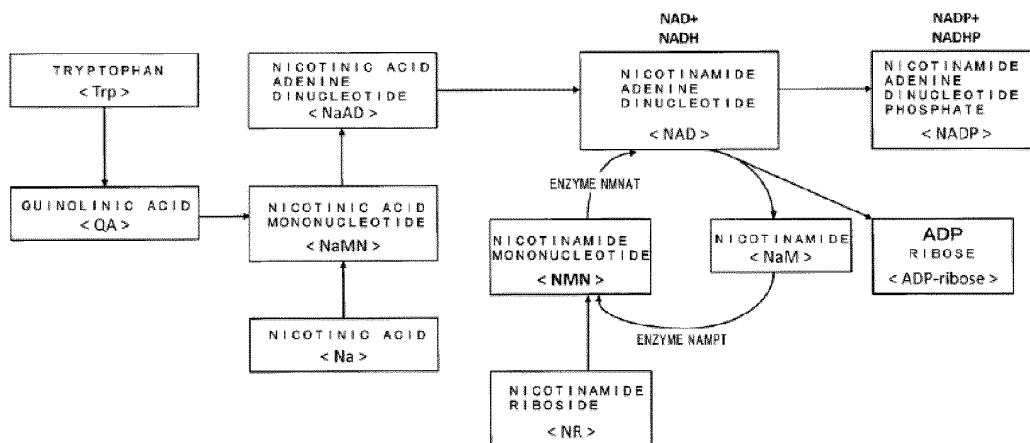 NAD+
NADH
NADP+
NADHP
TRYPTOPHAN
< Trp >
NICOTINIC ACID
ADENINE
DINUCLEOTIDE
< NaAD >
NICOTINAMIDE
ADENINE
DINUCLEOTIDE
< NAD >
NICOTINAMIDE
ADENINE
DINUCLEOTIDE
PHOSPHATE
< NADP >
ENZYME NMNAT
QUINOLINIC ACID
< QA >
NICOTINIC ACID
MONONUCLEOTIDE
< NaMN >
NICOTINAMIDE
MONONUCLEOTIDE
< NMN >
NICOTINAMIDE
< NaM >
ADP
RIBOSE
< ADP-ribose >
ENZYME NAMPT
NICOTINIC ACID
< Na >
NICOTINAMIDE
RIBOSIDE
< NR >